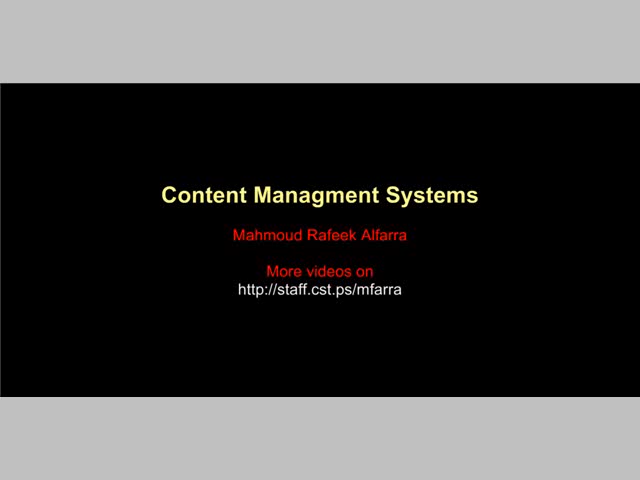 Content Managment Systems
Mahmoud Rafeek Alfarra
More videos on
http://staff.cst.ps/mfarra